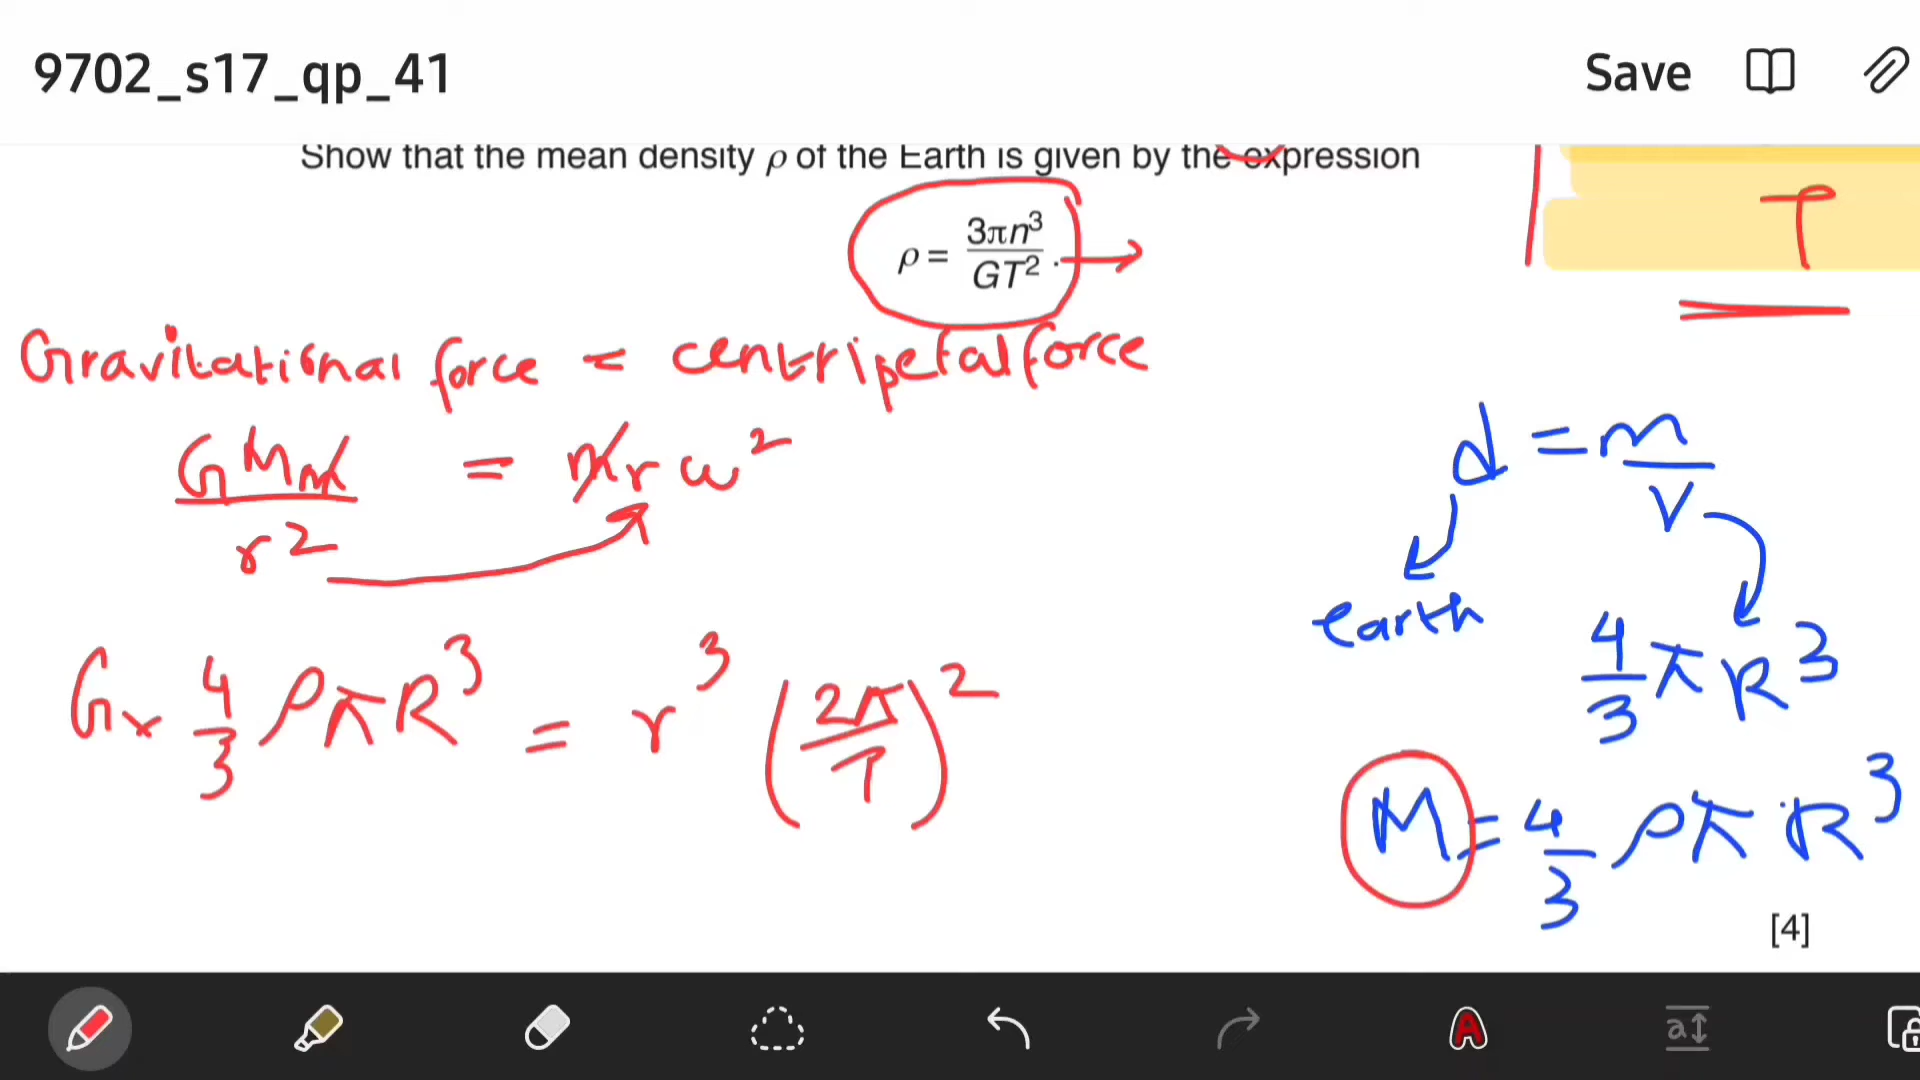 9702_s17_qp_41
Save
Show that the mean density ρ of the Earth is given by the expression
ρ = 3πn³/GT² .
T
Gravitational force = centripetal force
GMm/r² = mrω²
d = m/V
earth
4/3 πR³
G × 4/3 ρπR³ = r³ (2π/T)²
M = 4/3 ρπR³
[4]
A
a